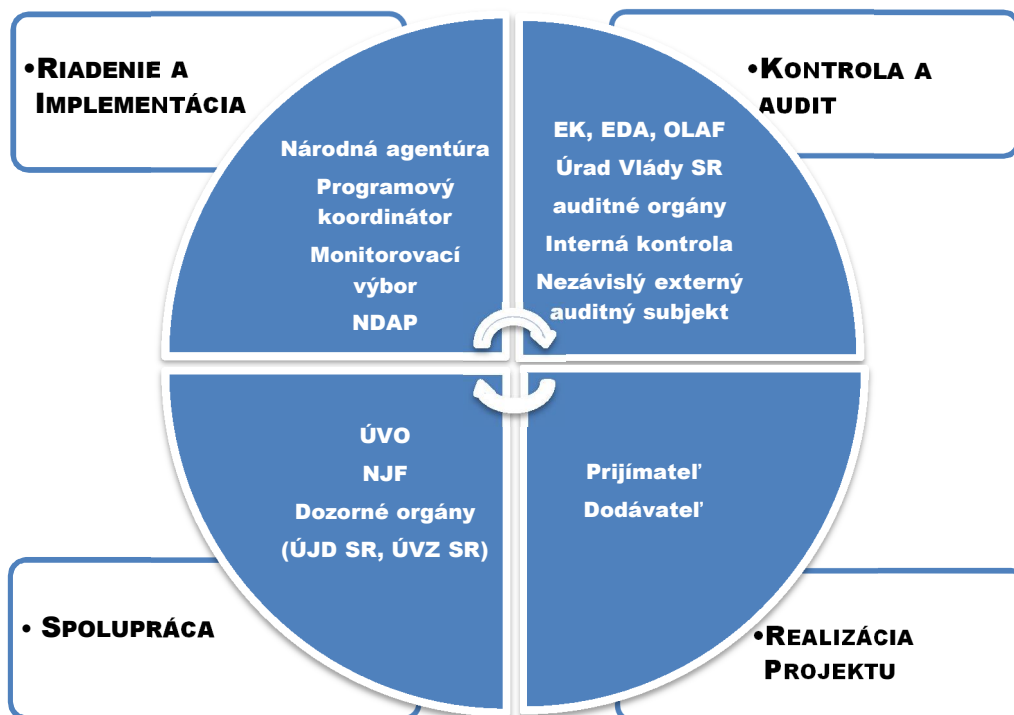 •RIADENIE A
IMPLEMENTÁCIA
Národná agentúra
Programový
koordinátor
Monitorovací
výbor
NDAP
•KONTROLA A
AUDIT
EK, EDA, OLAF
Úrad Vlády SR
auditné orgány
Interná kontrola
Nezávislý externý
auditný subjekt
• SPOLUPRÁCA
ÚVO
NJF
Dozorné orgány
(ÚJD SR, ÚVZ SR)
Prijímateľ
Dodávateľ
•REALIZÁCIA
PROJEKTU